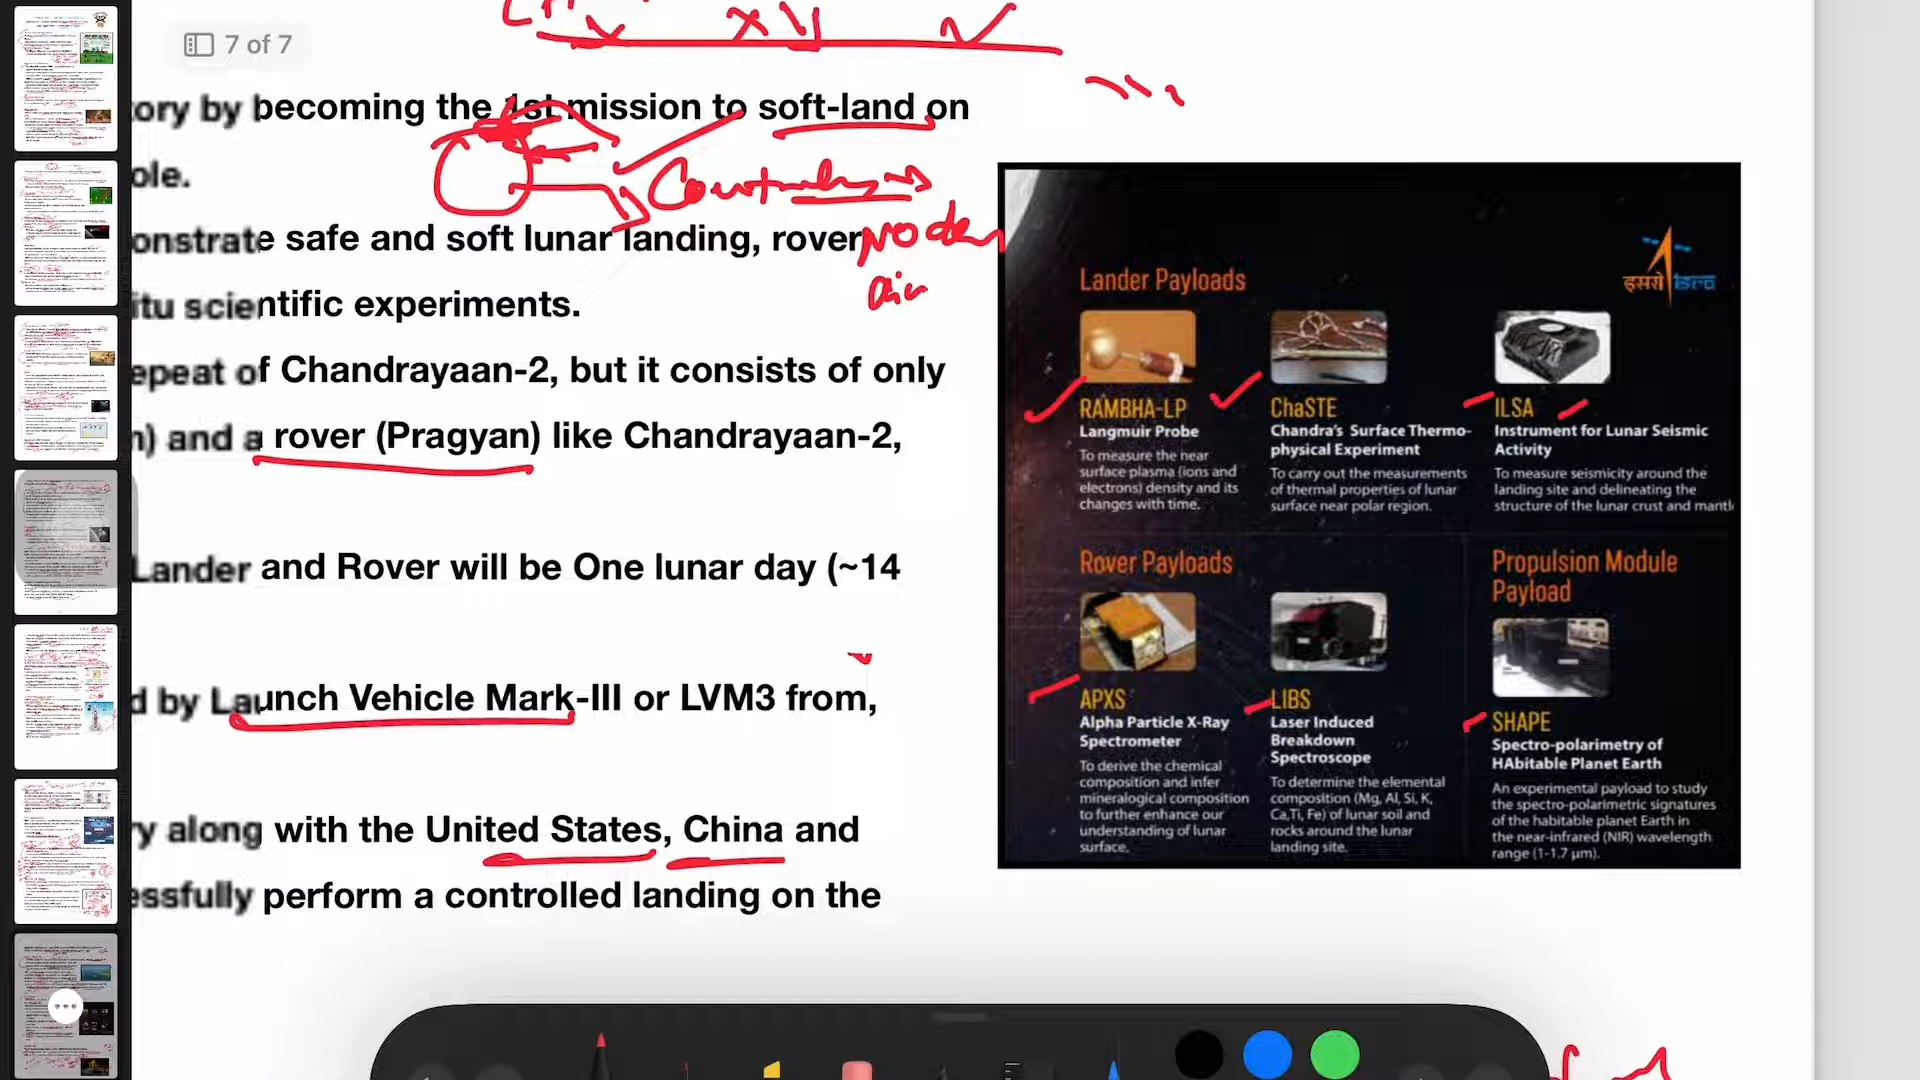 7 of 7
tory by becoming the 1st mission to soft-land on
ole.
onstrate safe and soft lunar landing, rover
itu scientific experiments.
epeat of Chandrayaan-2, but it consists of only
) and a rover (Pragyan) like Chandrayaan-2,
Lander and Rover will be One lunar day (~14
d by Launch Vehicle Mark-III or LVM3 from,
ry along with the United States, China and
essfully perform a controlled landing on the
इसरो isro
Lander Payloads
RAMBHA-LP
Langmuir Probe
To measure the near
surface plasma (ions and
electrons) density and its
changes with time.
ChaSTE
Chandra's Surface Thermo-
physical Experiment
To carry out the measurements
of thermal properties of lunar
surface near polar region.
ILSA
Instrument for Lunar Seismic
Activity
To measure seismicity around the
landing site and delineating the
structure of the lunar crust and mantl
Rover Payloads
APXS
Alpha Particle X-Ray
Spectrometer
To derive the chemical
composition and infer
mineralogical composition
to further enhance our
understanding of lunar
surface.
LIBS
Laser Induced
Breakdown
Spectroscope
To determine the elemental
composition (Mg, Al, Si, K,
Ca,Ti, Fe) of lunar soil and
rocks around the lunar
landing site.
Propulsion Module
Payload
SHAPE
Spectro-polarimetry of
HAbitable Planet Earth
An experimental payload to study
the spectro-polarimetric signatures
of the habitable planet Earth in
the near-infrared (NIR) wavelength
range (1-1.7 μm).